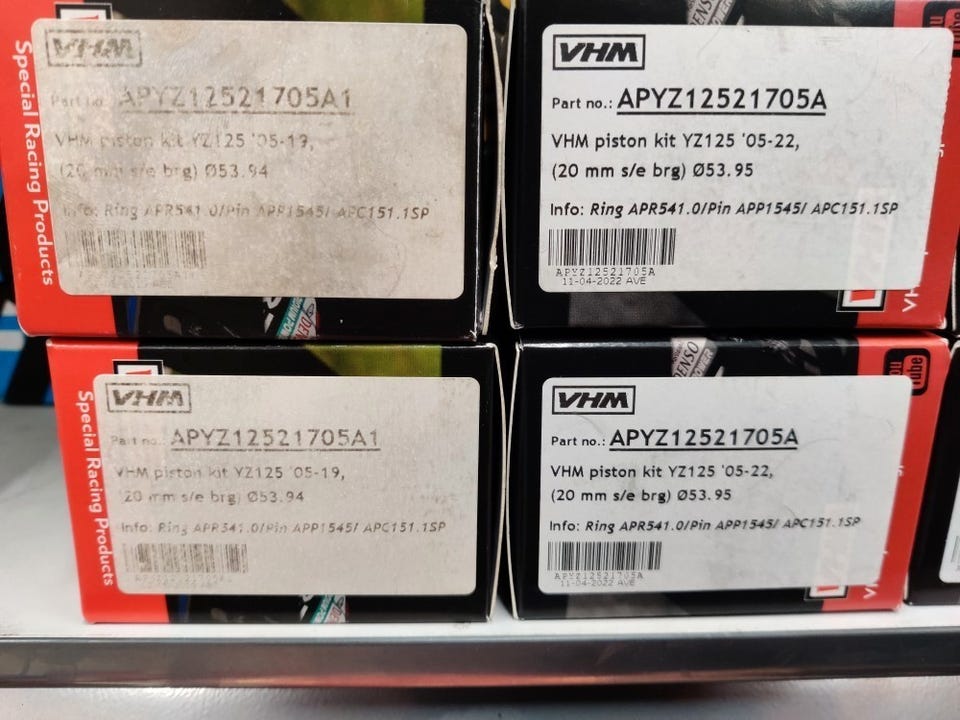 Special Racing Products
VHM
Part no.: APYZ12521705A1
VHM piston kit YZ125 '05-19,
(20 mm s/e brg) Ø53.94
Info: Ring APR541.0/Pin APP1545/ APC151.1SP
VHM
Part no.: APYZ12521705A
VHM piston kit YZ125 '05-22,
(20 mm s/e brg) Ø53.95
Info: Ring APR541.0/Pin APP1545/ APC151.1SP
APYZ12521705A
11-04-2022 AVE
Special Racing Products
VHM
Part no.: APYZ12521705A1
VHM piston kit YZ125 '05-19,
(20 mm s/e brg) Ø53.94
Info: Ring APR541.0/Pin APP1545/ APC151.1SP
DENSO
VHM
Part no.: APYZ12521705A
VHM piston kit YZ125 '05-22,
(20 mm s/e brg) Ø53.95
Info: Ring APR541.0/Pin APP1545/ APC151.1SP
APYZ12521705A
11-04-2022 AVE
Tube